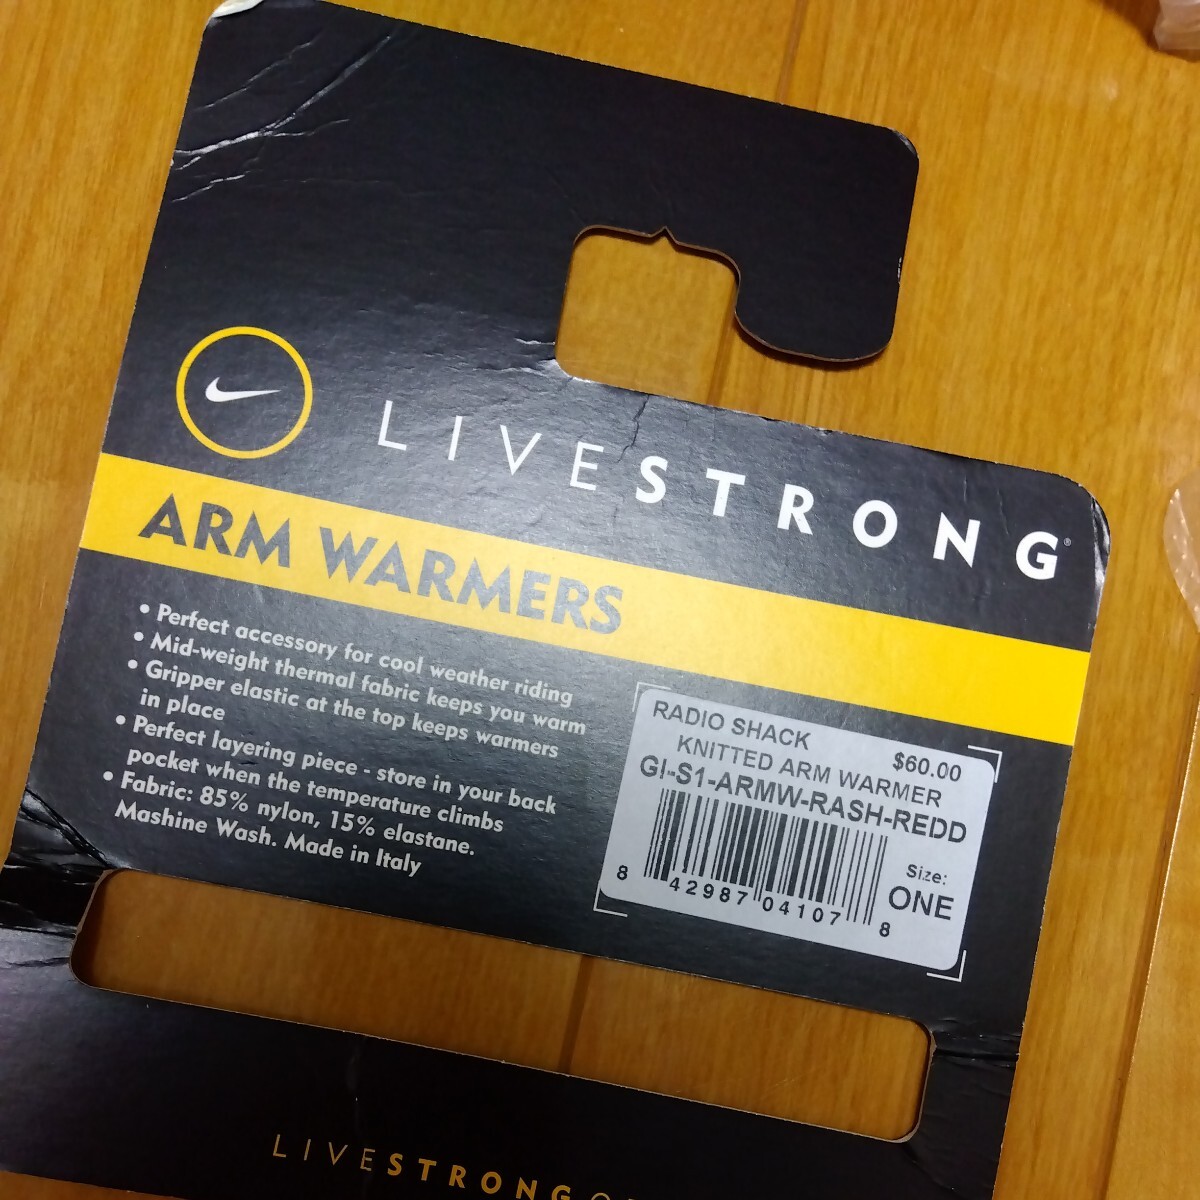 LIVESTRONG®
ARM WARMERS
• Perfect accessory for cool weather riding
• Mid-weight thermal fabric keeps you warm
• Gripper elastic at the top keeps warmers
in place
• Perfect layering piece - store in your back
pocket when the temperature climbs
• Fabric: 85% nylon, 15% elastane.
Mashine Wash. Made in Italy
RADIO SHACK $60.00
KNITTED ARM WARMER
GI-S1-ARMW-RASH-REDD
Size:
ONE
8 42987 04107 8
LIVESTRONG